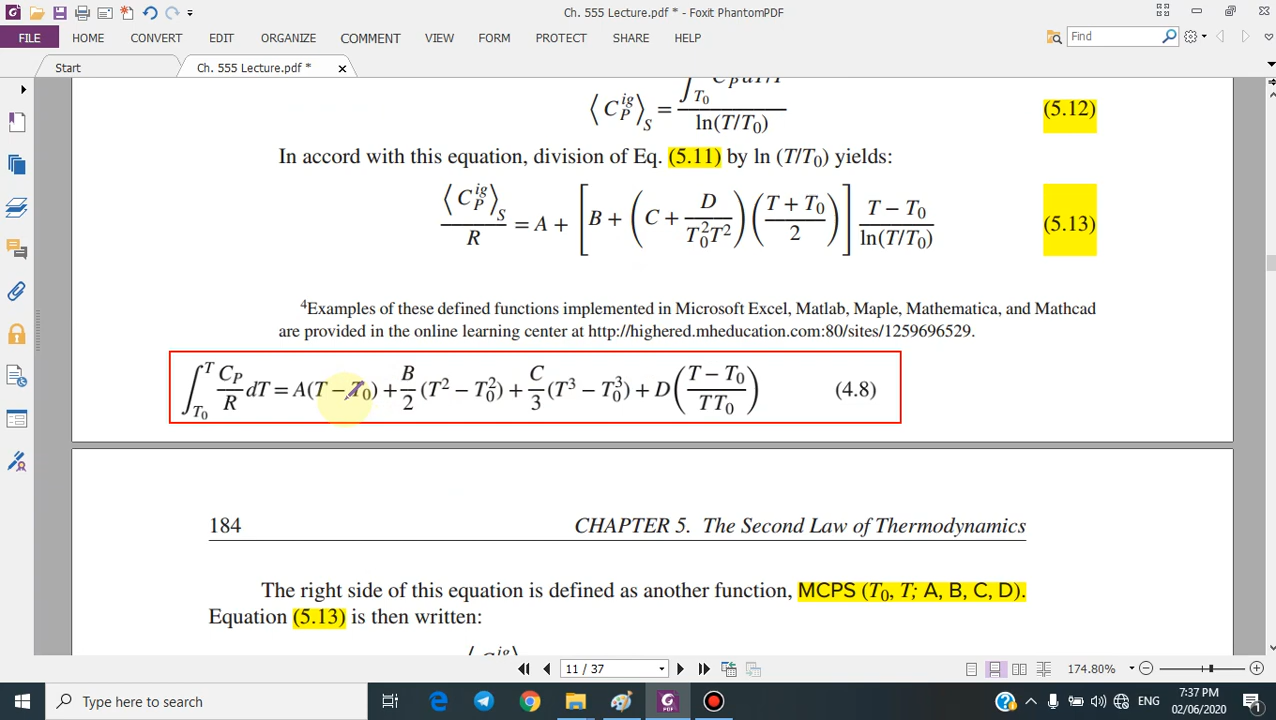 Ch. 555 Lecture.pdf * - Foxit PhantomPDF
FILE HOME CONVERT EDIT ORGANIZE COMMENT VIEW FORM PROTECT SHARE HELP Find
Start Ch. 555 Lecture.pdf *
⟨C_P^ig⟩_S = ∫_T₀ C_P dT/T / ln(T/T₀) (5.12)
In accord with this equation, division of Eq. (5.11) by ln (T/T₀) yields:
⟨C_P^ig⟩_S / R = A + [B + (C + D/(T₀²T²))((T + T₀)/2)] (T − T₀)/ln(T/T₀) (5.13)
⁴Examples of these defined functions implemented in Microsoft Excel, Matlab, Maple, Mathematica, and Mathcad
are provided in the online learning center at http://highered.mheducation.com:80/sites/1259696529.
∫_T₀^T C_P/R dT = A(T − T₀) + B/2 (T² − T₀²) + C/3 (T³ − T₀³) + D((T − T₀)/(TT₀)) (4.8)
184 CHAPTER 5. The Second Law of Thermodynamics
The right side of this equation is defined as another function, MCPS (T₀, T; A, B, C, D).
Equation (5.13) is then written:
11 / 37 174.80%
Type here to search ENG 7:37 PM
02/06/2020